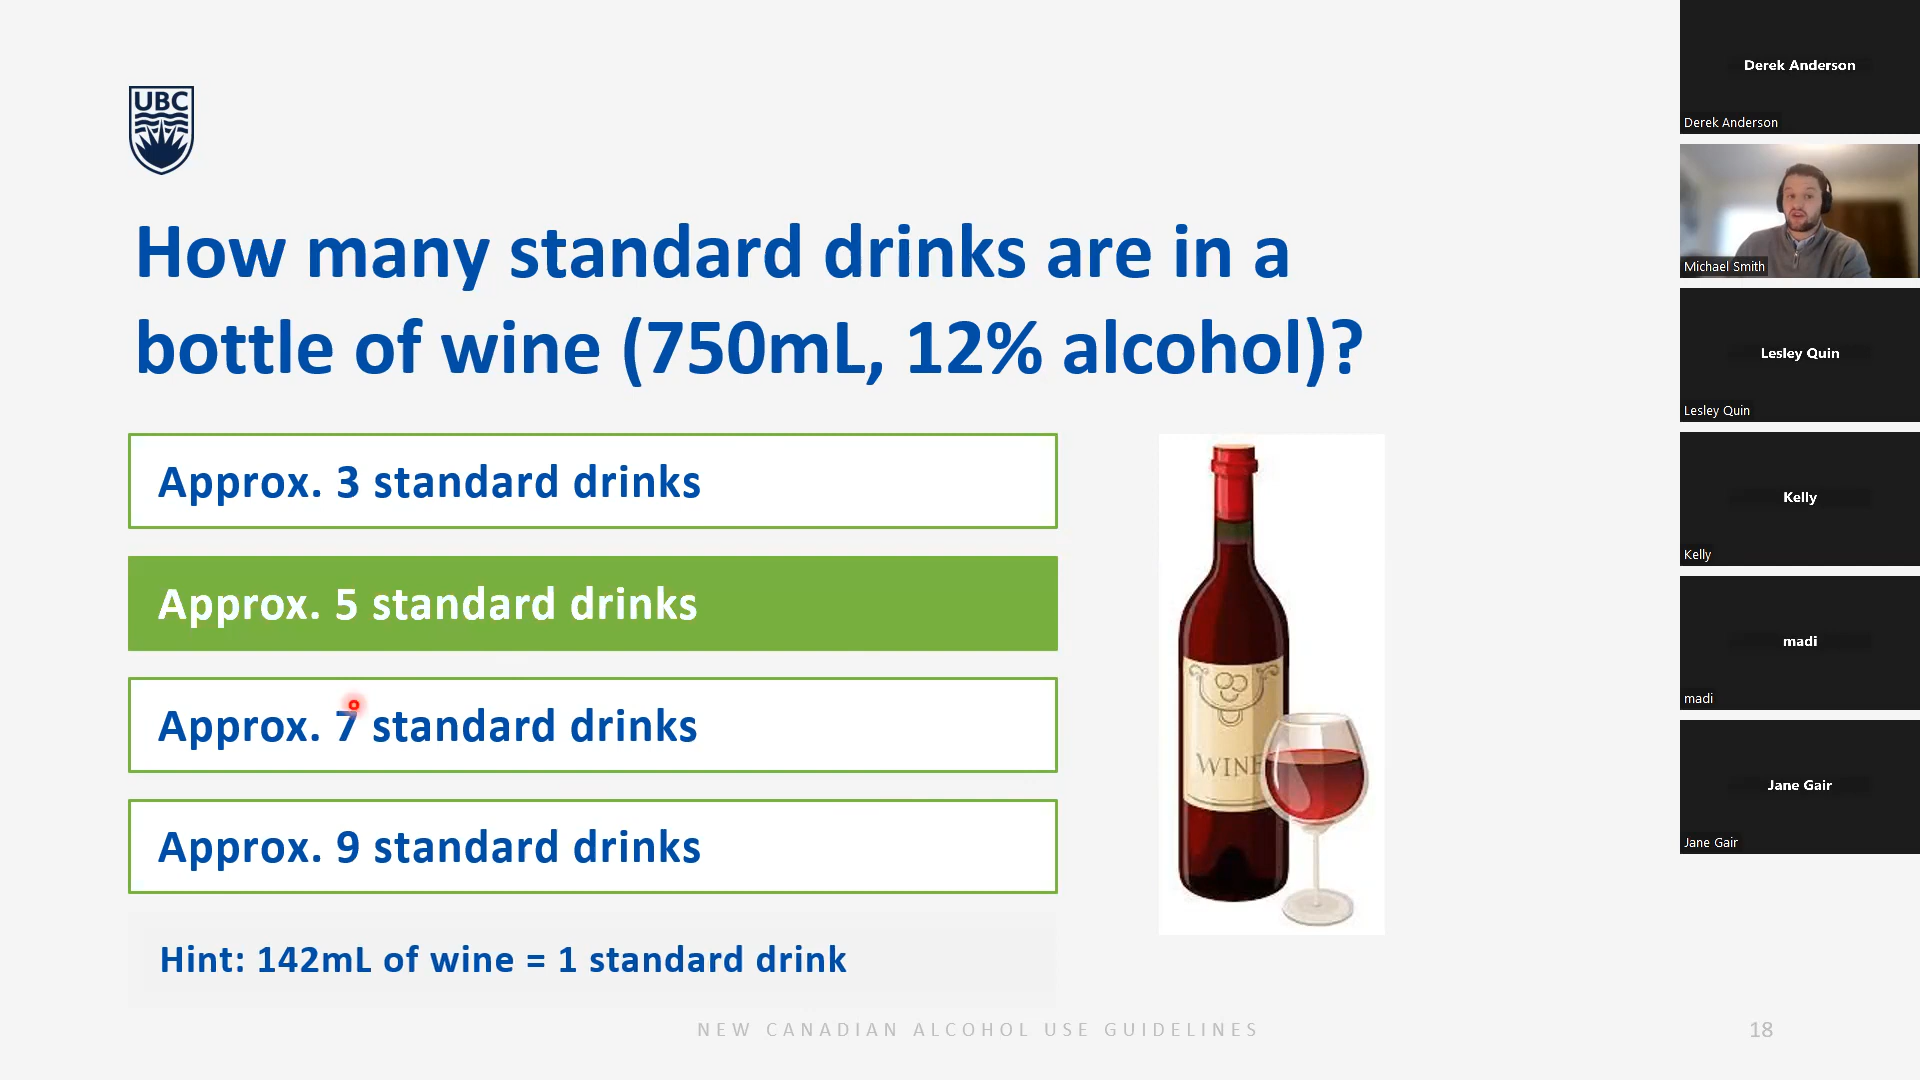 UBC
How many standard drinks are in a
bottle of wine (750mL, 12% alcohol)?
Approx. 3 standard drinks
Approx. 5 standard drinks
Approx. 7 standard drinks
Approx. 9 standard drinks
Hint: 142mL of wine = 1 standard drink
WINE
NEW CANADIAN ALCOHOL USE GUIDELINES
18
Derek Anderson
Derek Anderson
Michael Smith
Lesley Quin
Lesley Quin
Kelly
Kelly
madi
madi
Jane Gair
Jane Gair